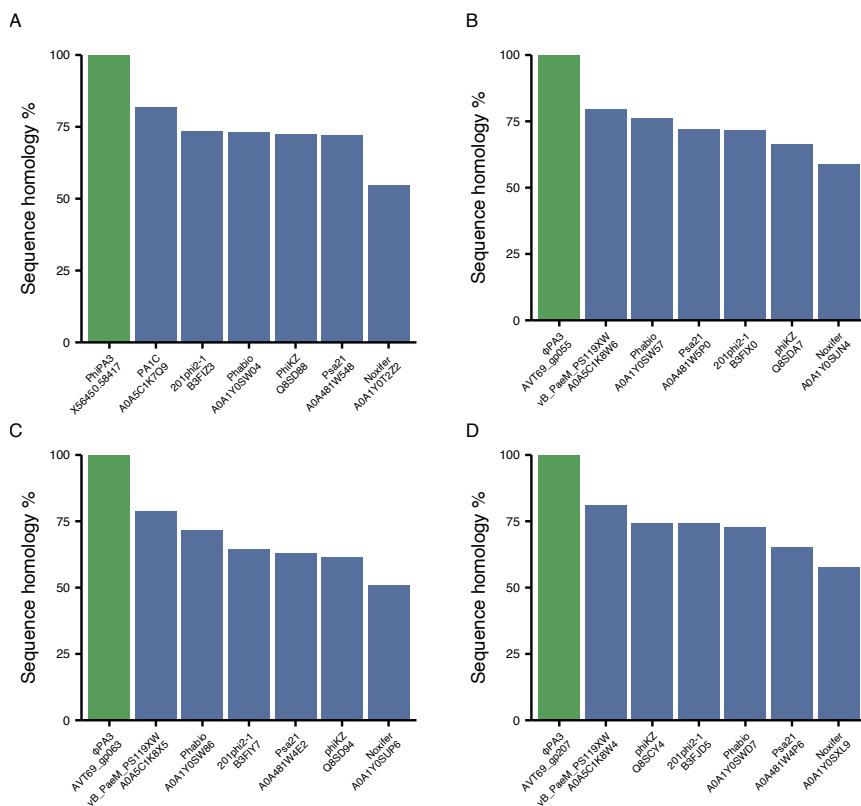 A
Sequence homology %
100
75
50
25
0
PhiPA3
X56450.58417
PA1C
A0A5C1K7Q9
201phi2-1
B3FIZ3
Phabio
A0A1Y0SW04
PhiKZ
Q8SD88
Psa21
A0A481W548
Noxifer
A0A1Y0T2Z2
B
Sequence homology %
100
75
50
25
0
ΦPA3
AVT69_gp055
vB_PaeM_PS119XW
A0A5C1K8W6
Phabio
A0A1Y0SW57
Psa21
A0A481W5P0
201phi2-1
B3FIX0
phiKZ
Q8SDA7
Noxifer
A0A1Y0SUN4
C
Sequence homology %
100
75
50
25
0
ΦPA3
AVT69_gp063
vB_PaeM_PS119XW
A0A5C1K8X5
Phabio
A0A1Y0SW86
201phi2-1
B3FIY7
Psa21
A0A481W4E2
phiKZ
Q8SD94
Noxifer
A0A1Y0SUP6
D
Sequence homology %
100
75
50
25
0
ΦPA3
AVT69_gp207
vB_PaeM_PS119XW
A0A5C1K8W4
phiKZ
Q8SCY4
201phi2-1
B3FJD5
Phabio
A0A1Y0SWD7
Psa21
A0A481W4P6
Noxifer
A0A1Y0SXL9